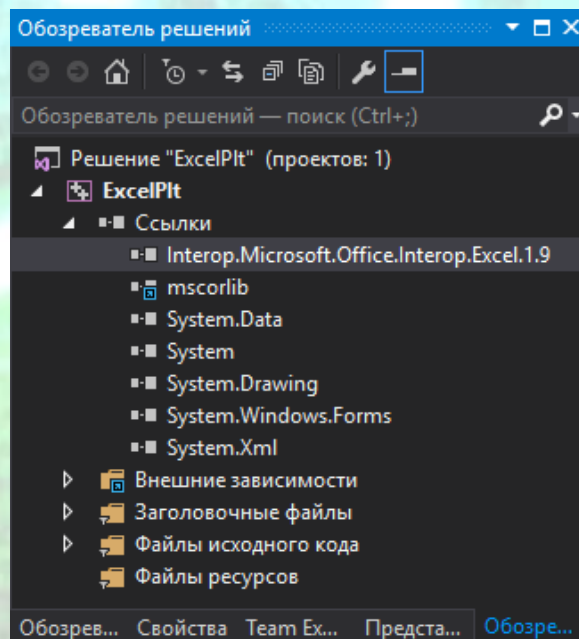 Обозреватель решений
Обозреватель решений — поиск (Ctrl+;)
Решение "ExcelPlt" (проектов: 1)
ExcelPlt
Ссылки
Interop.Microsoft.Office.Interop.Excel.1.9
mscorlib
System.Data
System
System.Drawing
System.Windows.Forms
System.Xml
Внешние зависимости
Заголовочные файлы
Файлы исходного кода
Файлы ресурсов
Обозрев... Свойства Team Ex... Предста... Обозре...